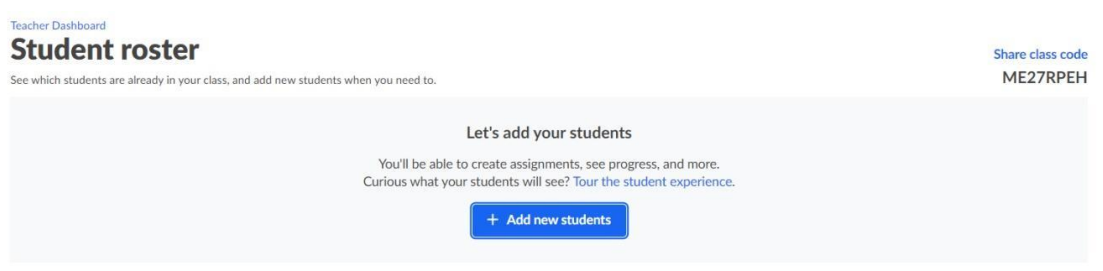 Teacher Dashboard
Student roster
See which students are already in your class, and add new students when you need to.
Share class code
ME27RPEH
Let's add your students
You'll be able to create assignments, see progress, and more.
Curious what your students will see? Tour the student experience.
+ Add new students